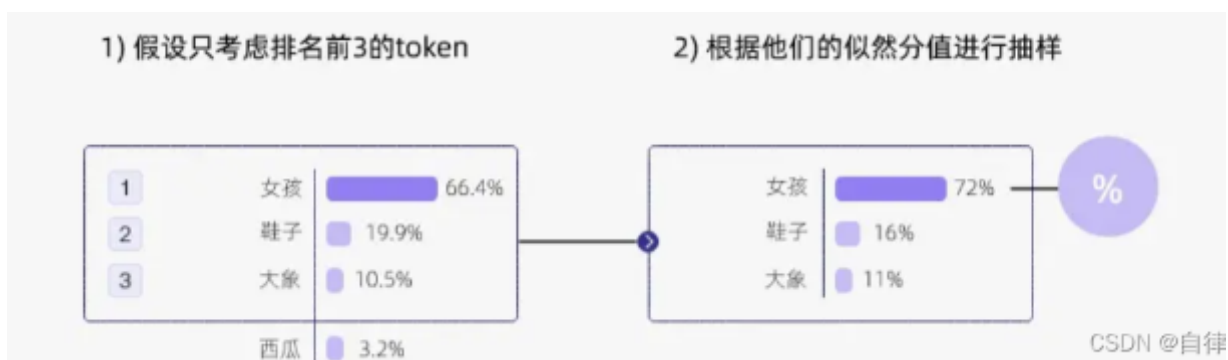 1) 假设只考虑排名前3的token
2) 根据他们的似然分值进行抽样
1 女孩 66.4%
2 鞋子 19.9%
3 大象 10.5%
西瓜 3.2%
女孩 72%
鞋子 16%
大象 11%
%
CSDN @自律